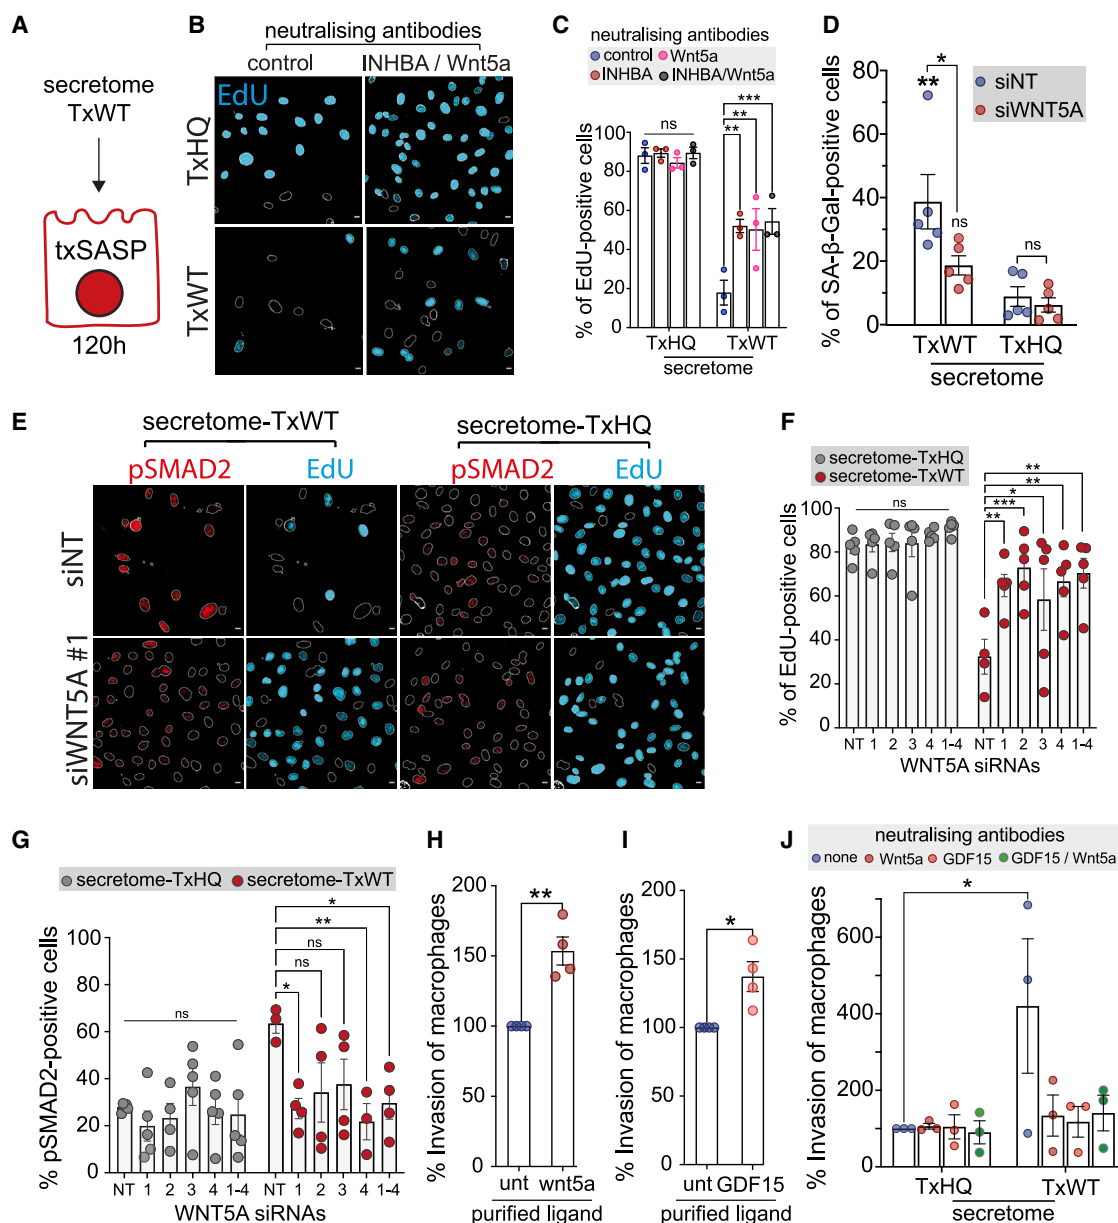 A
secretome
TxWT
txSASP
120h
B
neutralising antibodies
control
INHBA / Wnt5a
EdU
TxHQ
TxWT
C
neutralising antibodies
control
Wnt5a
INHBA
INHBA/Wnt5a
% of EdU-positive cells
100
80
60
40
20
0
ns
**
**
***
TxHQ
TxWT
secretome
D
siNT
siWNT5A
% of SA-β-Gal-positive cells
80
60
40
20
0
**
*
ns
ns
TxWT
TxHQ
secretome
E
secretome-TxWT
secretome-TxHQ
pSMAD2
EdU
pSMAD2
EdU
siNT
siWNT5A #1
F
secretome-TxHQ
secretome-TxWT
% of EdU-positive cells
100
80
60
40
20
0
ns
**
***
*
**
**
NT 1 2 3 4 1-4
NT 1 2 3 4 1-4
WNT5A siRNAs
G
secretome-TxHQ
secretome-TxWT
% pSMAD2-positive cells
100
80
60
40
20
0
ns
*
ns
ns
**
*
NT 1 2 3 4 1-4
NT 1 2 3 4 1-4
WNT5A siRNAs
H
% Invasion of macrophages
200
150
100
50
0
**
unt wnt5a
purified ligand
I
% Invasion of macrophages
200
150
100
50
0
*
unt GDF15
purified ligand
J
neutralising antibodies
none
Wnt5a
GDF15
GDF15 / Wnt5a
% Invasion of macrophages
600
400
200
100
0
*
TxHQ
TxWT
secretome